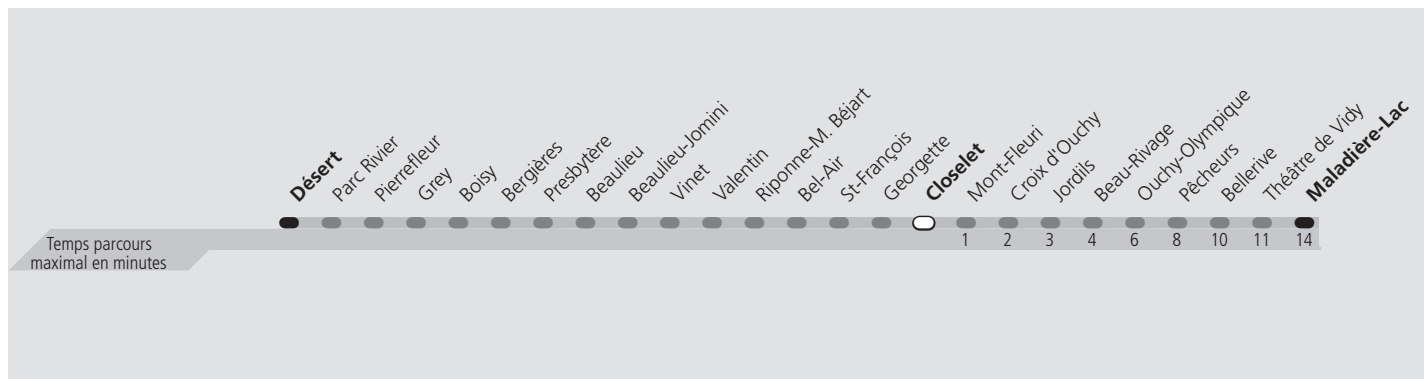 Désert
Parc Rivier
Pierrefleur
Grey
Boisy
Bergières
Presbytère
Beaulieu
Beaulieu-Jomini
Vinet
Valentin
Riponne-M. Béjart
Bel-Air
St-François
Georgette
Closelet
Mont-Fleuri
Croix d'Ouchy
Jordils
Beau-Rivage
Ouchy-Olympique
Pêcheurs
Bellerive
Théâtre de Vidy
Maladière-Lac
Temps parcours
maximal en minutes
1 2 3 4 6 8 10 11 14